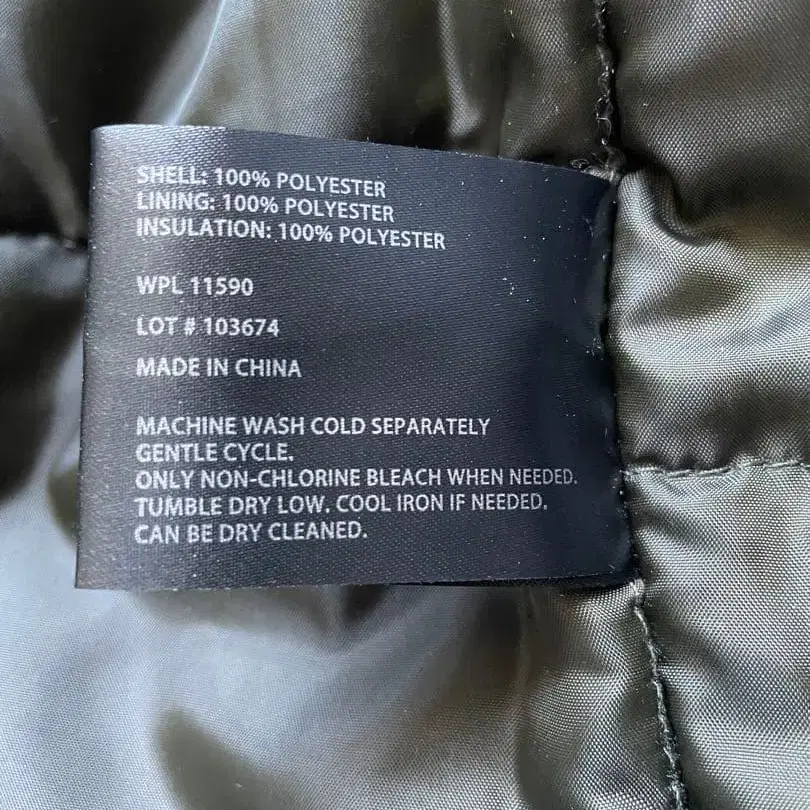 SHELL: 100% POLYESTER
LINING: 100% POLYESTER
INSULATION: 100% POLYESTER
WPL 11590
LOT # 103674
MADE IN CHINA
MACHINE WASH COLD SEPARATELY
GENTLE CYCLE.
ONLY NON-CHLORINE BLEACH WHEN NEEDED.
TUMBLE DRY LOW. COOL IRON IF NEEDED.
CAN BE DRY CLEANED.